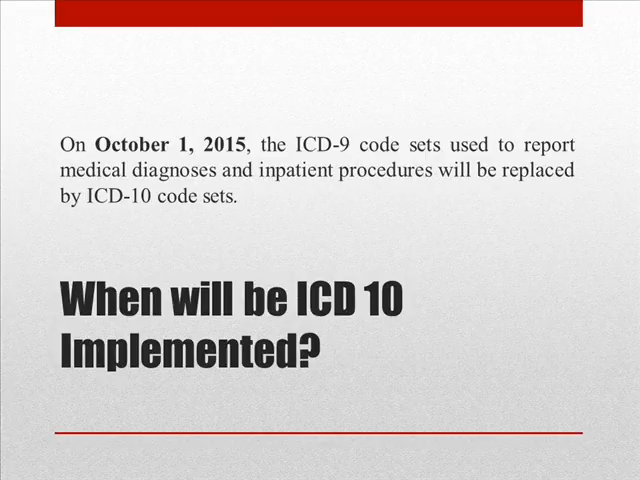 On October 1, 2015, the ICD-9 code sets used to report
medical diagnoses and inpatient procedures will be replaced
by ICD-10 code sets.
When will be ICD 10
Implemented?